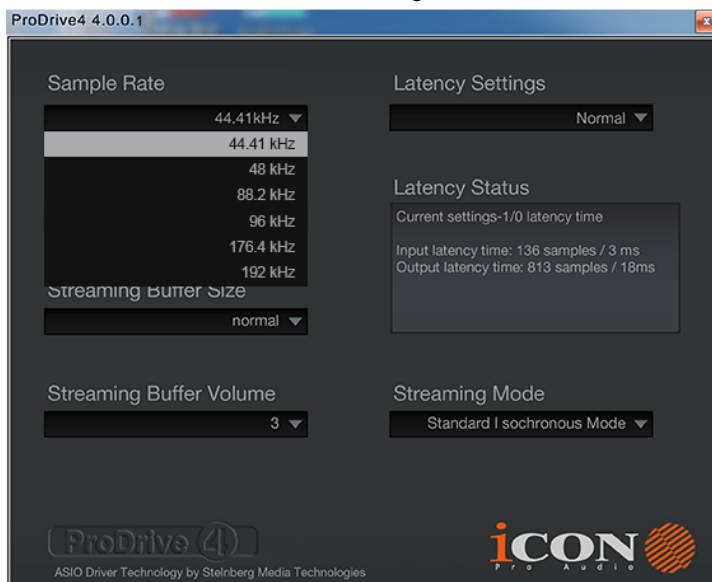 ProDrive4 4.0.0.1
Sample Rate
44.41kHz
44.41 kHz
48 kHz
88.2 kHz
96 kHz
176.4 kHz
192 kHz
Streaming Buffer Size
normal
Streaming Buffer Volume
3
Latency Settings
Normal
Latency Status
Current settings-1/0 latency time
Input latency time: 136 samples / 3 ms
Output latency time: 813 samples / 18ms
Streaming Mode
Standard I sochronous Mode
ProDrive 4
ASIO Driver Technology by Steinberg Media Technologies
icon
Pro Audio